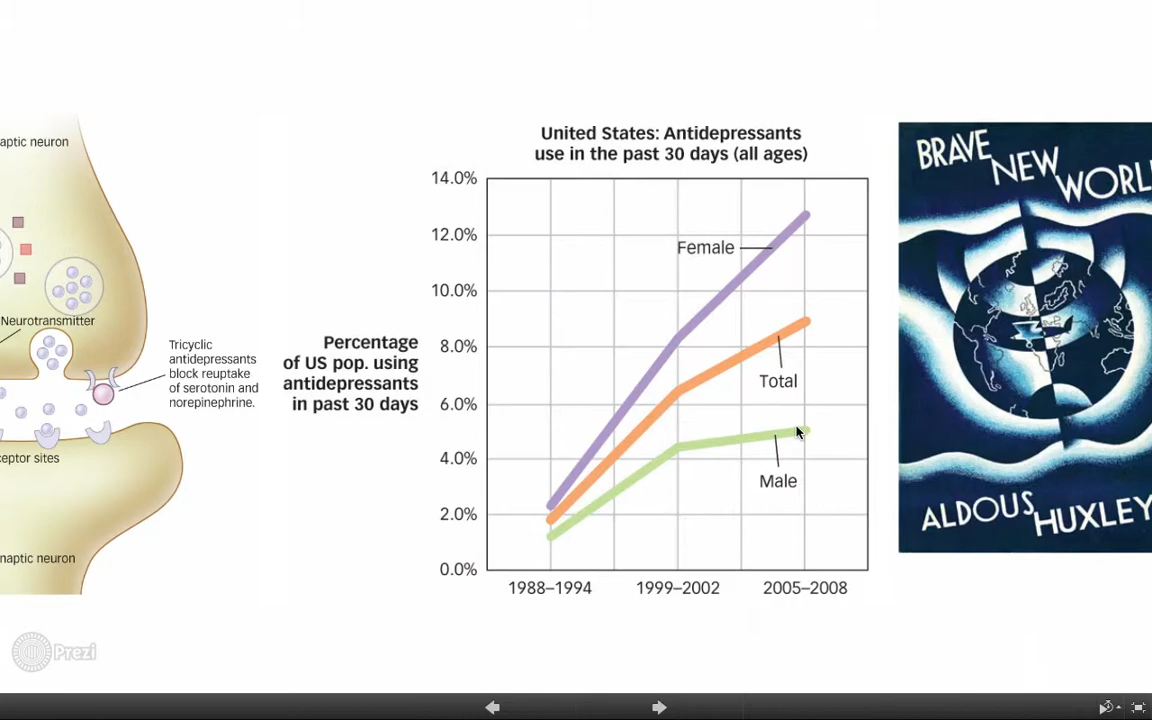 aptic neuron
Neurotransmitter
Tricyclic
antidepressants
block reuptake
of serotonin and
norepinephrine.
ceptor sites
naptic neuron
United States: Antidepressants
use in the past 30 days (all ages)
Percentage
of US pop. using
antidepressants
in past 30 days
14.0%
12.0%
10.0%
8.0%
6.0%
4.0%
2.0%
0.0%
Female
Total
Male
1988–1994
1999–2002
2005–2008
BRAVE
NEW
WORL
ALDOUS
HUXLEY
Prezi